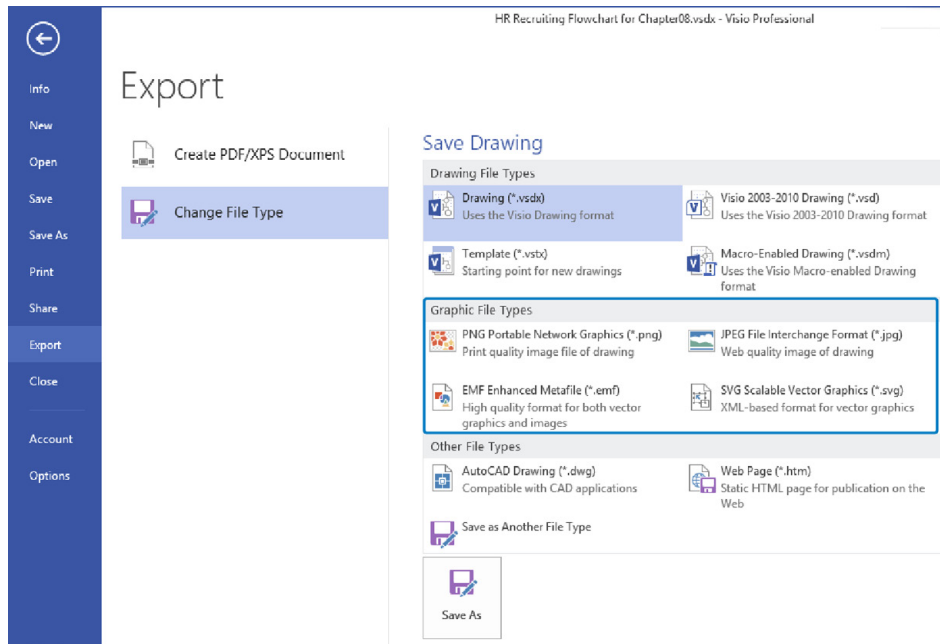 HR Recruiting Flowchart for Chapter08.vsdx - Visio Professional
Info
New
Open
Save
Save As
Print
Share
Export
Close
Account
Options
Export
Create PDF/XPS Document
Change File Type
Save Drawing
Drawing File Types
Drawing (*.vsdx)
Uses the Visio Drawing format
Visio 2003-2010 Drawing (*.vsd)
Uses the Visio 2003-2010 Drawing format
Template (*.vstx)
Starting point for new drawings
Macro-Enabled Drawing (*.vsdm)
Uses the Visio Macro-enabled Drawing
format
Graphic File Types
PNG Portable Network Graphics (*.png)
Print quality image file of drawing
JPEG File Interchange Format (*.jpg)
Web quality image of drawing
EMF Enhanced Metafile (*.emf)
High quality format for both vector
graphics and images
SVG Scalable Vector Graphics (*.svg)
XML-based format for vector graphics
Other File Types
AutoCAD Drawing (*.dwg)
Compatible with CAD applications
Web Page (*.htm)
Static HTML page for publication on the
Web
Save as Another File Type
Save As